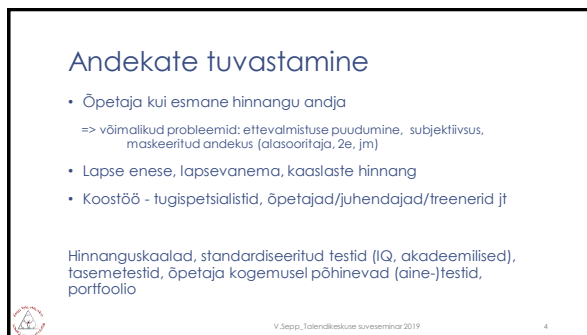 Andekate tuvastamine
• Õpetaja kui esmane hinnangu andja
=> võimalikud probleemid: ettevalmistuse puudumine, subjektiivsus,
maskeeritud andekus (alasooritaja, 2e, jm)
• Lapse enese, lapsevanema, kaaslaste hinnang
• Koostöö - tugispetsialistid, õpetajad/juhendajad/treenerid jt
Hinnanguskaalad, standardiseeritud testid (IQ, akadeemilised),
tasemetestid, õpetaja kogemusel põhinevad (aine-)testid,
portfoolio
V.Sepp_Talendikeskuse suveseminar 2019
4